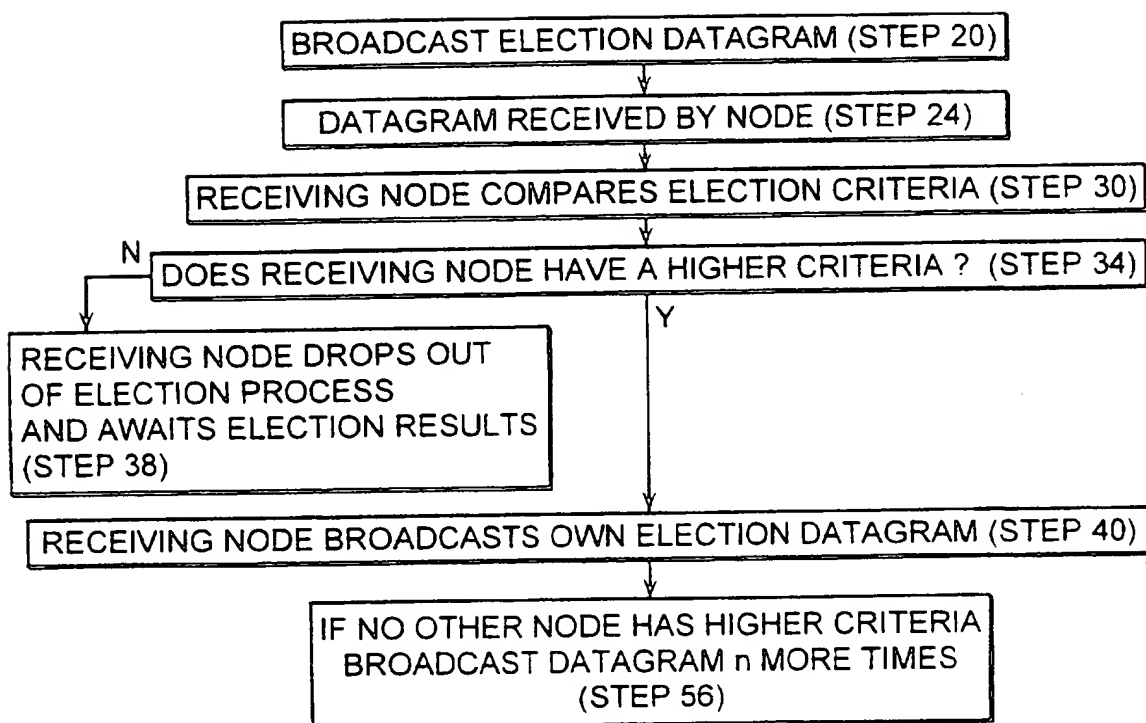 BROADCAST ELECTION DATAGRAM (STEP 20)
DATAGRAM RECEIVED BY NODE (STEP 24)
RECEIVING NODE COMPARES ELECTION CRITERIA (STEP 30)
N
DOES RECEIVING NODE HAVE A HIGHER CRITERIA ? (STEP 34)
Y
RECEIVING NODE DROPS OUT
OF ELECTION PROCESS
AND AWAITS ELECTION RESULTS
(STEP 38)
RECEIVING NODE BROADCASTS OWN ELECTION DATAGRAM (STEP 40)
IF NO OTHER NODE HAS HIGHER CRITERIA
BROADCAST DATAGRAM n MORE TIMES
(STEP 56)